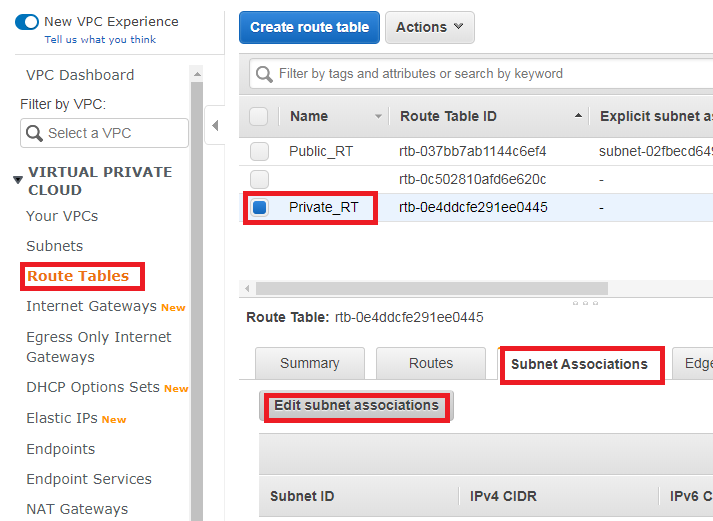 New VPC Experience
Tell us what you think
VPC Dashboard
Filter by VPC:
Select a VPC
VIRTUAL PRIVATE
CLOUD
Your VPCs
Subnets
Route Tables
Internet Gateways New
Egress Only Internet
Gateways
DHCP Options Sets New
Elastic IPs New
Endpoints
Endpoint Services
NAT Gateways
Create route table Actions
Filter by tags and attributes or search by keyword
Name Route Table ID Explicit subnet a
Public_RT rtb-037bb7ab1144c6ef4 subnet-02fbecd649
rtb-0c502810afd6e620c -
Private_RT rtb-0e4ddcfe291ee0445 -
Route Table: rtb-0e4ddcfe291ee0445
Summary Routes Subnet Associations Edge
Edit subnet associations
Subnet ID IPv4 CIDR IPv6 C